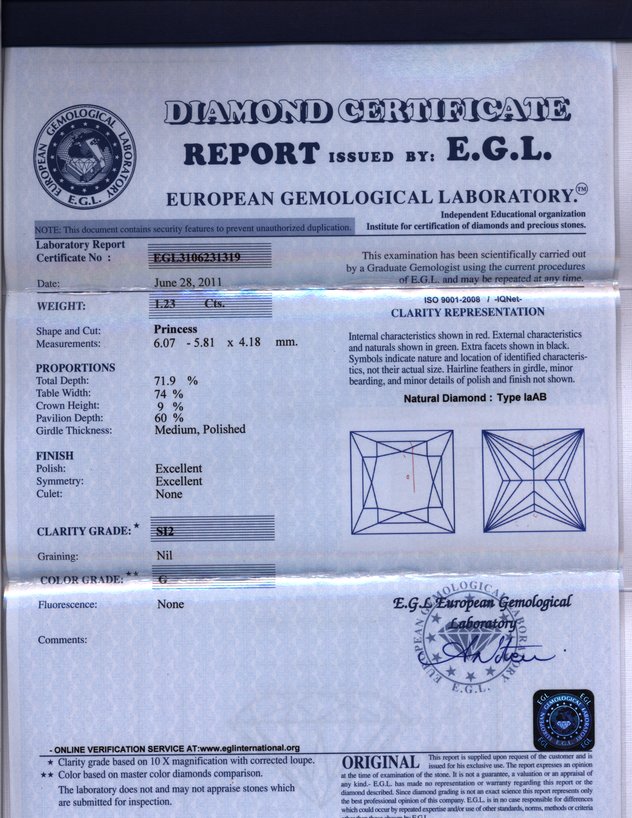 DIAMOND CERTIFICATE
REPORT ISSUED BY: E.G.L.
EUROPEAN GEMOLOGICAL LABORATORY.™
EUROPEAN GEMOLOGICAL LABORATORY
E.G.L.
Independent Educational organization
Institute for certification of diamonds and precious stones.
NOTE: This document contains security features to prevent unauthorized duplication.
Laboratory Report
Certificate No : EGL3106231319
Date: June 28, 2011
WEIGHT: 1.23 Cts.
Shape and Cut: Princess
Measurements: 6.07 - 5.81 x 4.18 mm.
PROPORTIONS
Total Depth: 71.9 %
Table Width: 74 %
Crown Height: 9 %
Pavilion Depth: 60 %
Girdle Thickness: Medium, Polished
FINISH
Polish: Excellent
Symmetry: Excellent
Culet: None
CLARITY GRADE: ★ SI2
Graining: Nil
COLOR GRADE: ★★ G
Fluorescence: None
Comments:
This examination has been scientifically carried out
by a Graduate Gemologist using the current procedures
of E.G.L. and may be repeated at any time.
ISO 9001-2008 / -IQNet-
CLARITY REPRESENTATION
Internal characteristics shown in red. External characteristics
and naturals shown in green. Extra facets shown in black.
Symbols indicate nature and location of identified characteris-
tics, not their actual size. Hairline feathers in girdle, minor
bearding, and minor details of polish and finish not shown.
Natural Diamond : Type IaAB
E.G.L European Gemological
Laboratory
EUROPEAN GEMOLOGICAL LABORATORY
E.G.L.
EGL EGL
EUROPEAN GEMOLOGICAL LABORATORY
E.G.L.
EGL EGL
- ONLINE VERIFICATION SERVICE AT:www.eglinternational.org
★ Clarity grade based on 10 X magnification with corrected loupe.
★★ Color based on master color diamonds comparison.
The laboratory does not and may not appraise stones which
are submitted for inspection.
ORIGINAL This report is supplied upon request of the customer and is
issued for his exclusive use. The report expresses an opinion
at the time of examination of the stone. It is not a guarantee, a valuation or an appraisal of
any kind.- E.G.L. has made no representation or warranty regarding this report or the
diamond described. Since diamond grading is not an exact science this report represents only
the best professional opinion of this company. E.G.L. is in no case responsible for differences
which could occur by repeated expertise and/or use of other standards, norms, methods or criteria